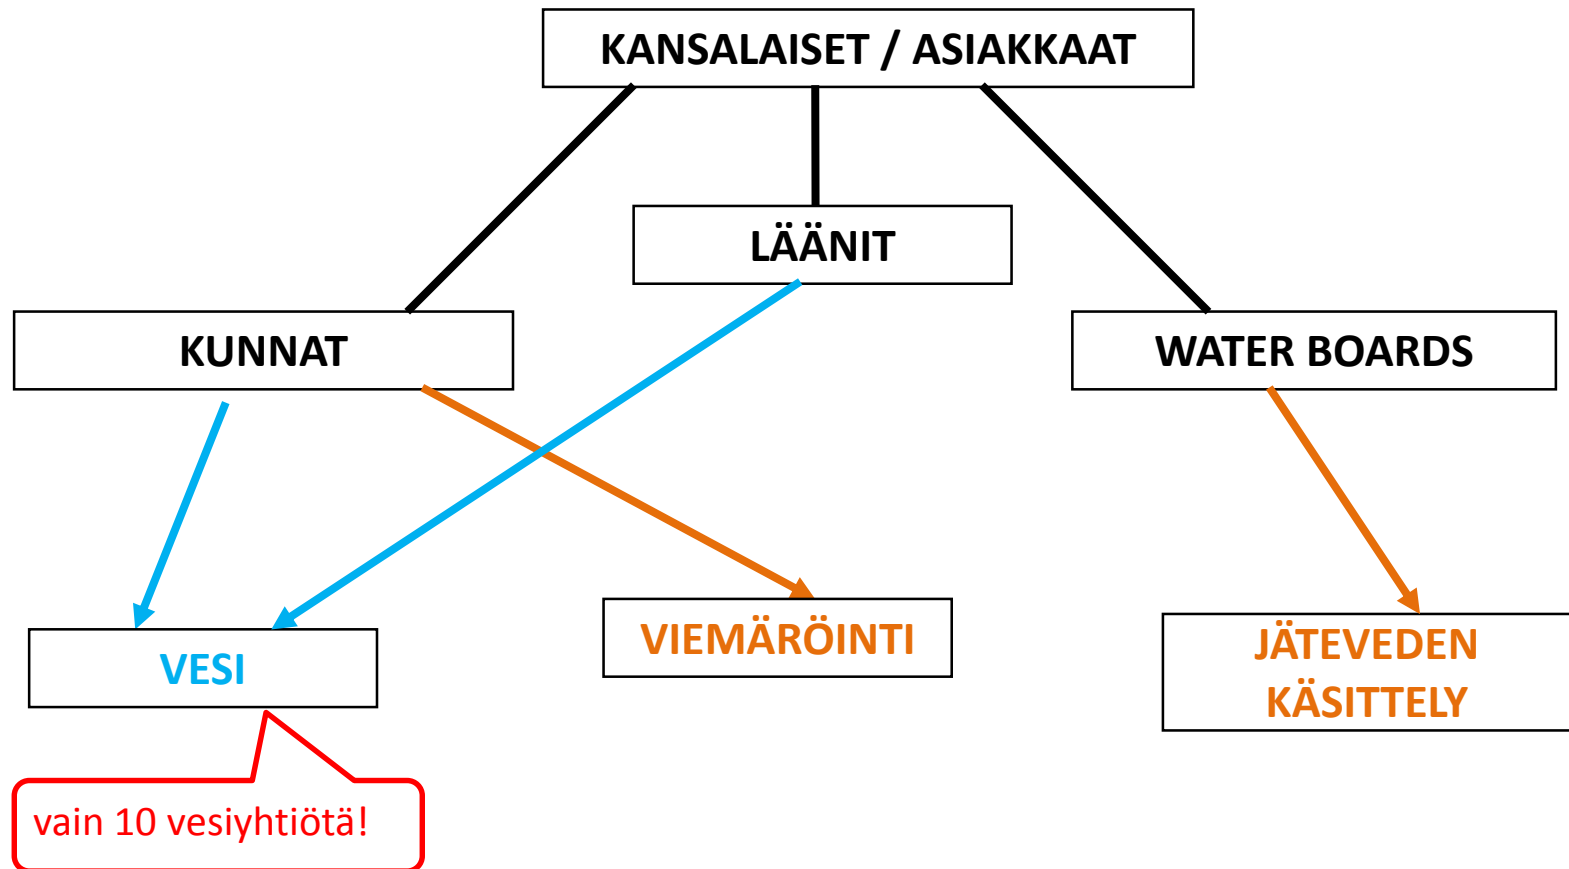 KANSALAISET / ASIAKKAAT
LÄÄNIT
KUNNAT
WATER BOARDS
VESI
VIEMÄRÖINTI
JÄTEVEDEN
KÄSITTELY
vain 10 vesiyhtiötä!